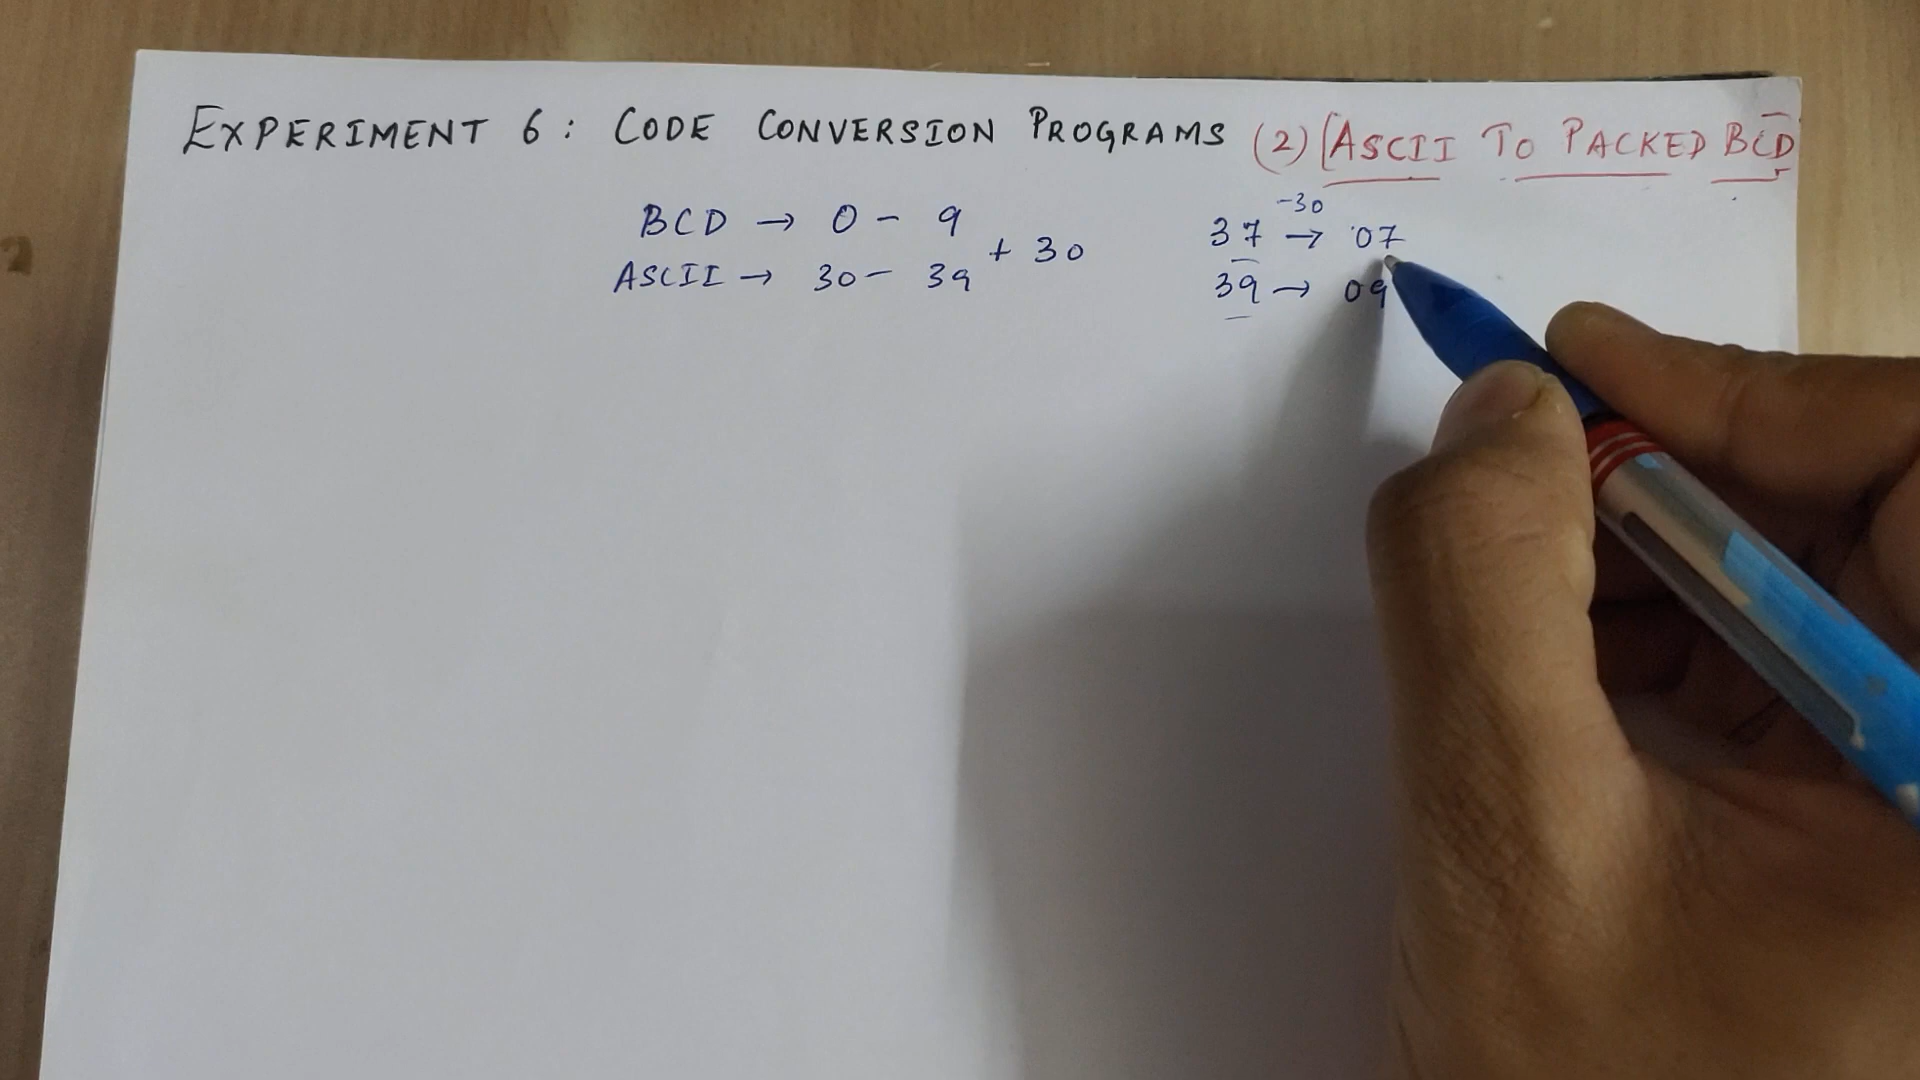 EXPERIMENT 6: CODE CONVERSION PROGRAMS (2) [ASCII TO PACKED BCD
BCD → 0 - 9
ASCII → 30 - 39
+ 30
-30
37 → 07
39 → 09